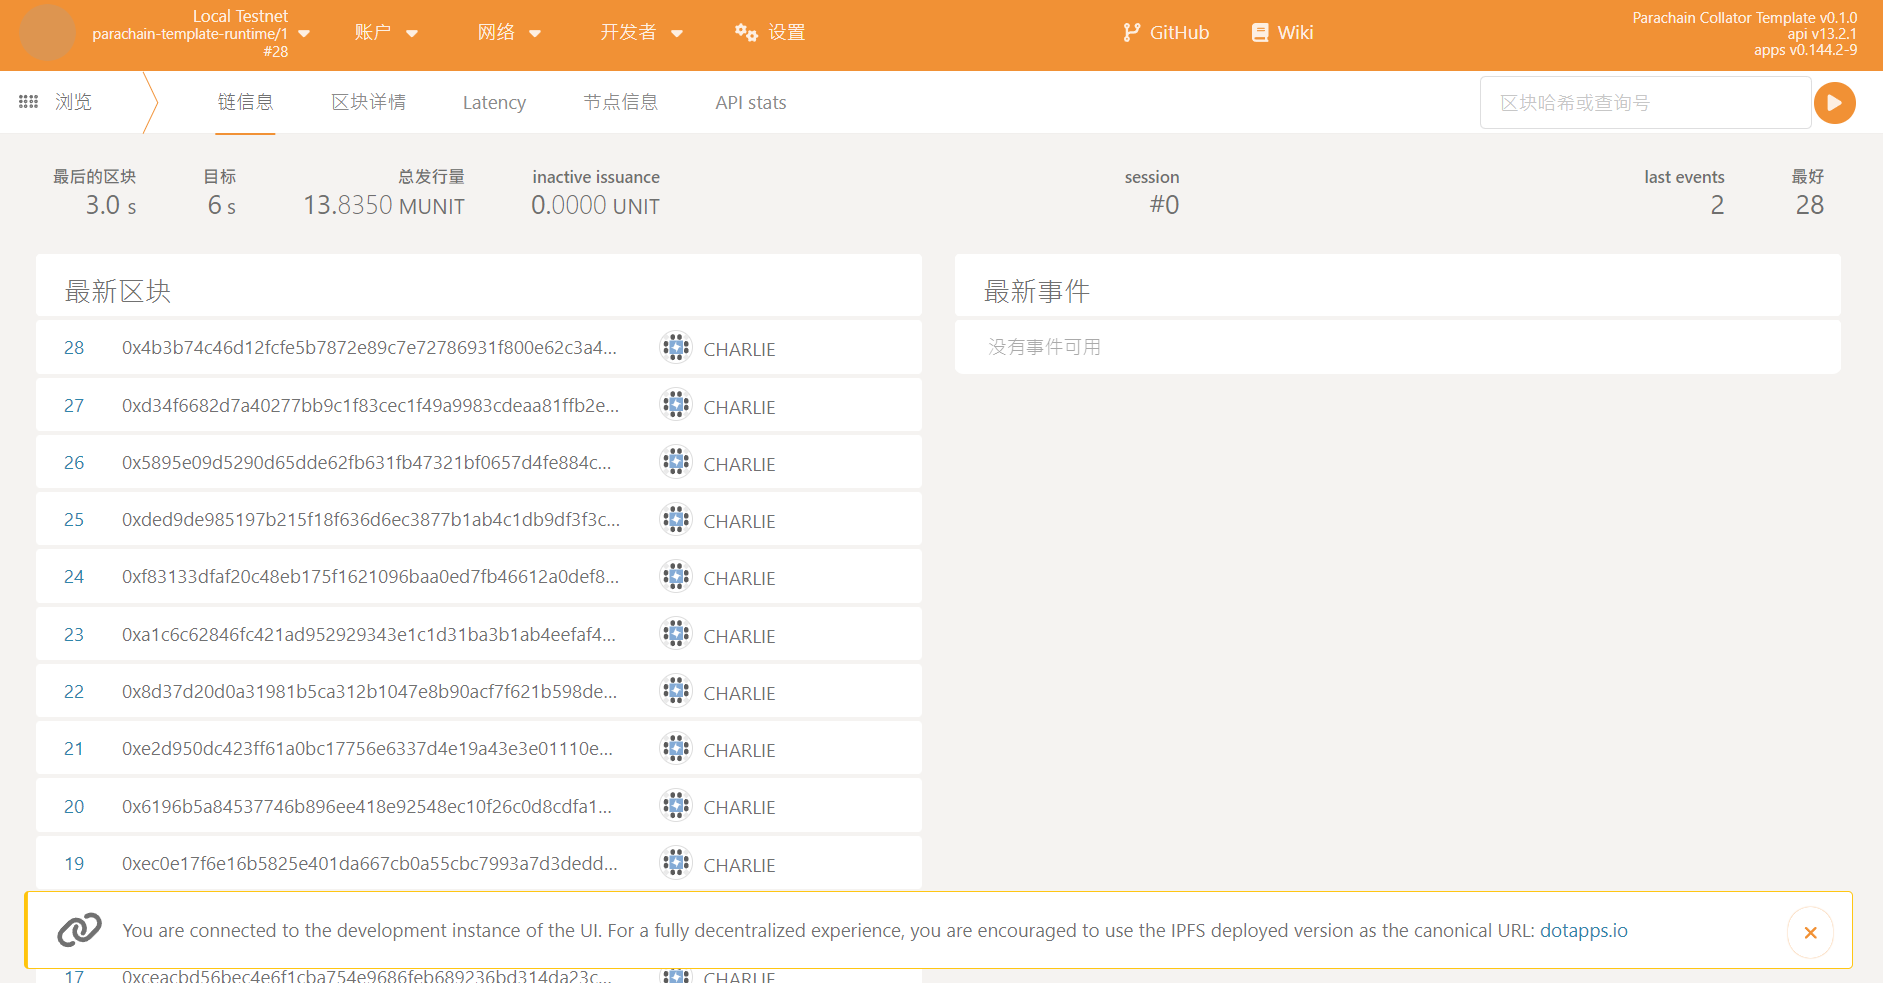 Local Testnet
parachain-template-runtime/1
#28
账户
网络
开发者
设置
GitHub
Wiki
Parachain Collator Template v0.1.0
api v13.2.1
apps v0.144.2-9
浏览
链信息
区块详情
Latency
节点信息
API stats
区块哈希或查询号
最后的区块
3.0 s
目标
6 s
总发行量
13.8350 MUNIT
inactive issuance
0.0000 UNIT
session
#0
last events
2
最好
28
最新区块
28 0x4b3b74c46d12fcfe5b7872e89c7e72786931f800e62c3a4... CHARLIE
27 0xd34f6682d7a40277bb9c1f83cec1f49a9983cdeaa81ffb2e... CHARLIE
26 0x5895e09d5290d65dde62fb631fb47321bf0657d4fe884c... CHARLIE
25 0xded9de985197b215f18f636d6ec3877b1ab4c1db9df3f3c... CHARLIE
24 0xf83133dfaf20c48eb175f1621096baa0ed7fb46612a0def8... CHARLIE
23 0xa1c6c62846fc421ad952929343e1c1d31ba3b1ab4eefaf4... CHARLIE
22 0x8d37d20d0a31981b5ca312b1047e8b90acf7f621b598de... CHARLIE
21 0xe2d950dc423ff61a0bc17756e6337d4e19a43e3e01110e... CHARLIE
20 0x6196b5a84537746b896ee418e92548ec10f26c0d8cdfa1... CHARLIE
19 0xec0e17f6e16b5825e401da667cb0a55cbc7993a7d3dedd... CHARLIE
最新事件
没有事件可用
You are connected to the development instance of the UI. For a fully decentralized experience, you are encouraged to use the IPFS deployed version as the canonical URL: dotapps.io
17 0xceacbd56bec4e6f1cba754e9686feb689236bd314da23c... CHARLIE